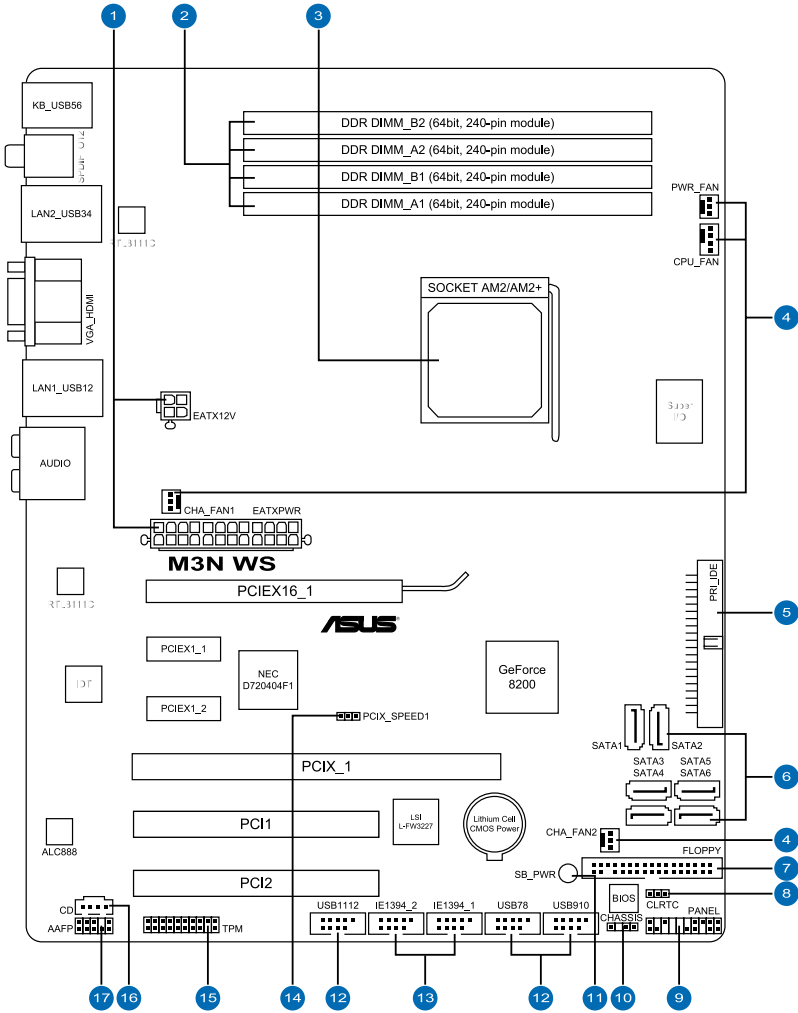 1
2
3
KB_USB56
DDR DIMM_B2 (64bit, 240-pin module)
DDR DIMM_A2 (64bit, 240-pin module)
DDR DIMM_B1 (64bit, 240-pin module)
DDR DIMM_A1 (64bit, 240-pin module)
PWR_FAN
LAN2_USB34
CPU_FAN
SOCKET AM2/AM2+
4
VGA_HDMI
LAN1_USB12
EATX12V
Super
I/O
AUDIO
CHA_FAN1
EATXPWR
M3N WS
PCIEX16_1
PRI_IDE
5
ASUS
PCIEX1_1
NEC
D720404F1
GeForce
8200
PCIEX1_2
14
PCIX_SPEED1
SATA1
SATA2
PCIX_1
SATA3
SATA4
SATA5
SATA6
6
PCI1
LSI
L-FW3227
Lithium Cell
CMOS Power
CHA_FAN2
4
ALC888
FLOPPY
7
PCI2
SB_PWR
BIOS
CLRTC
8
CD
USB1112
IE1394_2
IE1394_1
USB78
USB910
CHASSIS
PANEL
AAFP
TPM
17
16
15
14
12
13
12
11
10
9